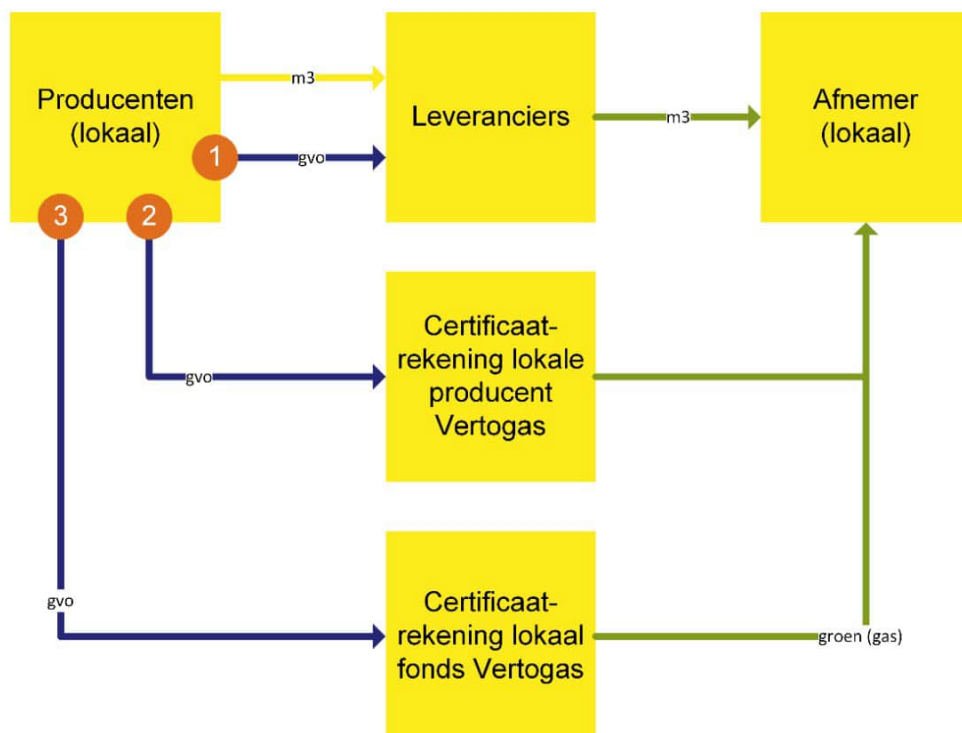 Producenten
(lokaal)
m3
Leveranciers
m3
Afnemer
(lokaal)
1
gvo
3
2
Certificaat-
rekening lokale
producent
Vertogas
gvo
Certificaat-
rekening lokaal
fonds Vertogas
gvo
groen (gas)